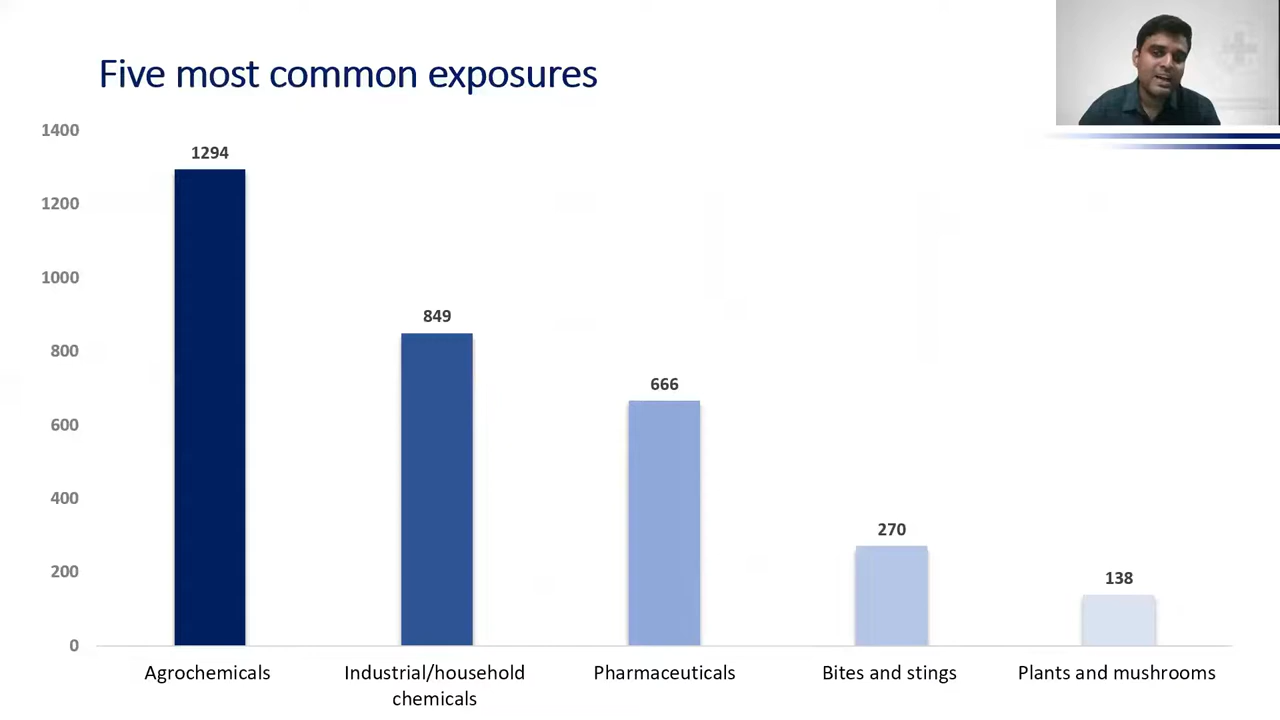 Five most common exposures
1400
1200
1000
800
600
400
200
0
1294
849
666
270
138
Agrochemicals
Industrial/household
chemicals
Pharmaceuticals
Bites and stings
Plants and mushrooms